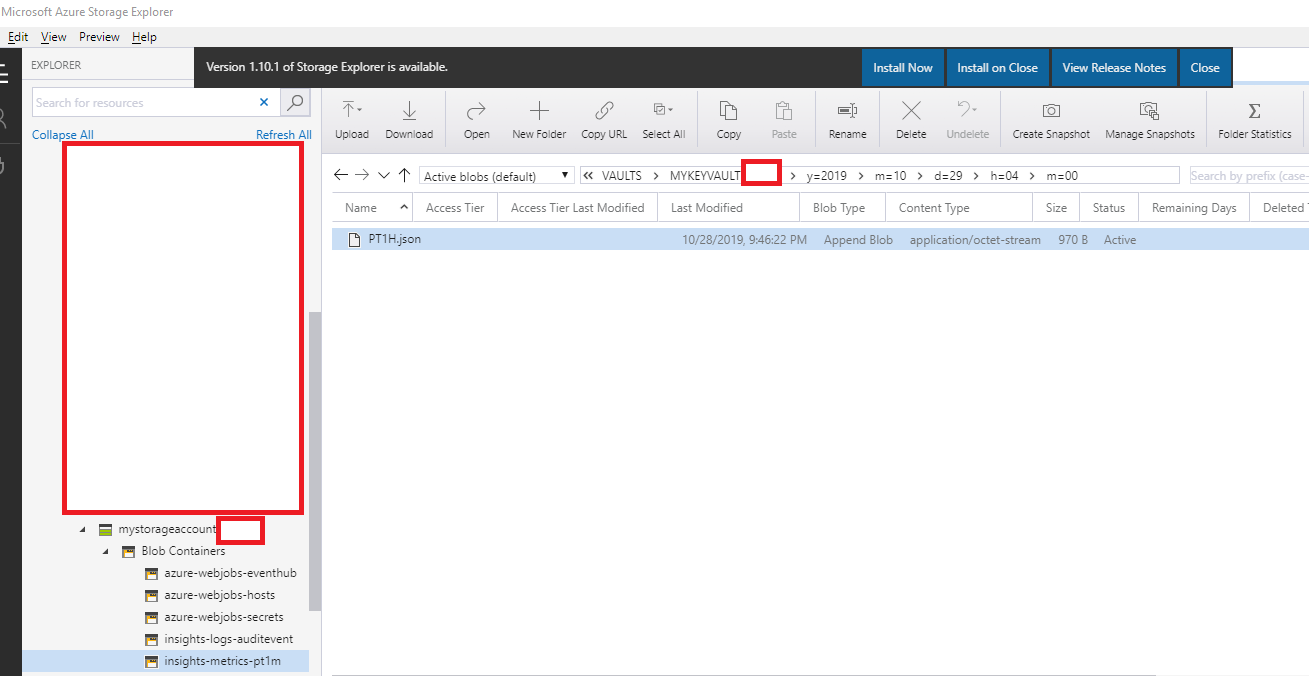 Microsoft Azure Storage Explorer
Edit View Preview Help
EXPLORER
Version 1.10.1 of Storage Explorer is available.
Install Now Install on Close View Release Notes Close
Search for resources
Collapse All Refresh All
Upload Download Open New Folder Copy URL Select All Copy Paste Rename Delete Undelete Create Snapshot Manage Snapshots Folder Statistics
Active blobs (default) « VAULTS > MYKEYVAULT > y=2019 > m=10 > d=29 > h=04 > m=00 Search by prefix (case-
Name Access Tier Access Tier Last Modified Last Modified Blob Type Content Type Size Status Remaining Days Deleted
PT1H.json 10/28/2019, 9:46:22 PM Append Blob application/octet-stream 970 B Active
mystorageaccount
Blob Containers
azure-webjobs-eventhub
azure-webjobs-hosts
azure-webjobs-secrets
insights-logs-auditevent
insights-metrics-pt1m